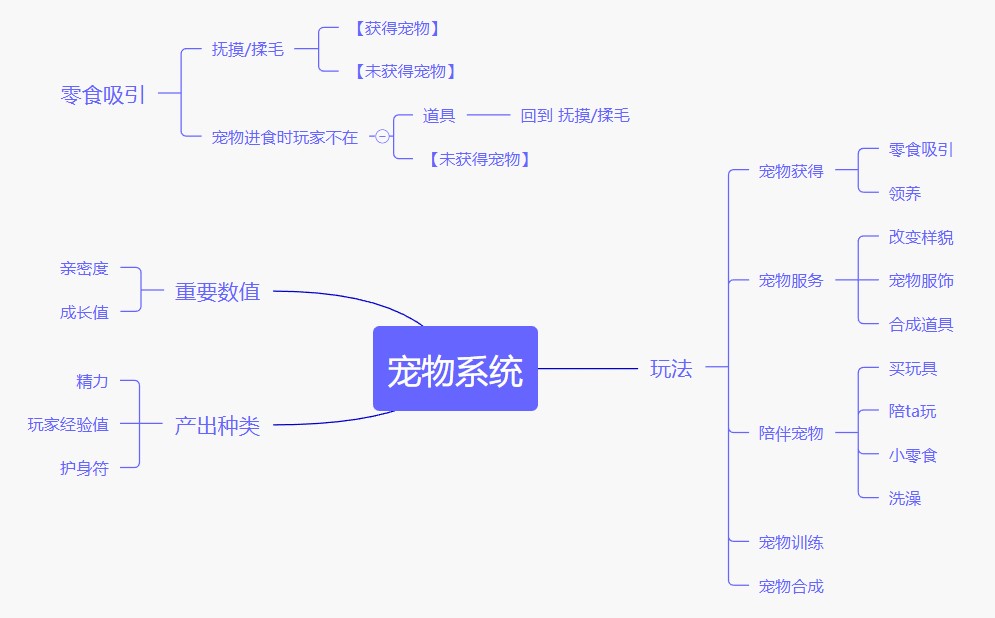 零食吸引
抚摸/揉毛
【获得宠物】
【未获得宠物】
宠物进食时玩家不在
道具
回到 抚摸/揉毛
【未获得宠物】
宠物系统
重要数值
亲密度
成长值
产出种类
精力
玩家经验值
护身符
玩法
宠物获得
零食吸引
领养
宠物服务
改变样貌
宠物服饰
合成道具
陪伴宠物
买玩具
陪ta玩
小零食
洗澡
宠物训练
宠物合成